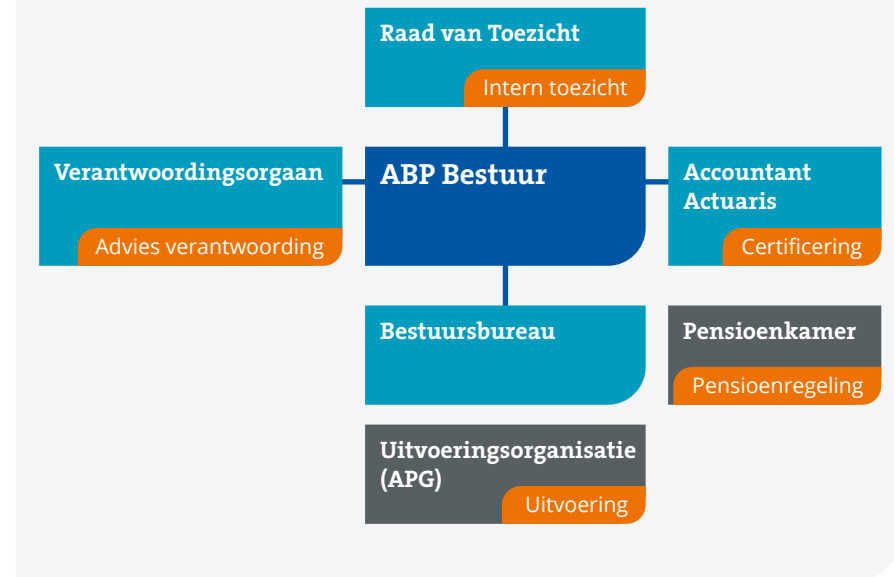 Raad van Toezicht
Intern toezicht
Verantwoordingsorgaan
Advies verantwoording
ABP Bestuur
Accountant
Actuaris
Certificering
Bestuursbureau
Pensioenkamer
Pensioenregeling
Uitvoeringsorganisatie
(APG)
Uitvoering